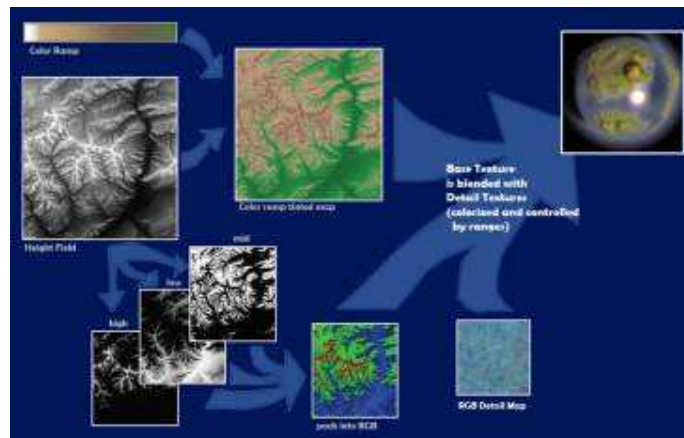 Color Ramp
Color ramp tinted map
Height Field
Base Texture
is blended with
Detail Textures
(colorized and controlled
by ranges)
mid
low
high
pack into RGB
RGB Detail Map